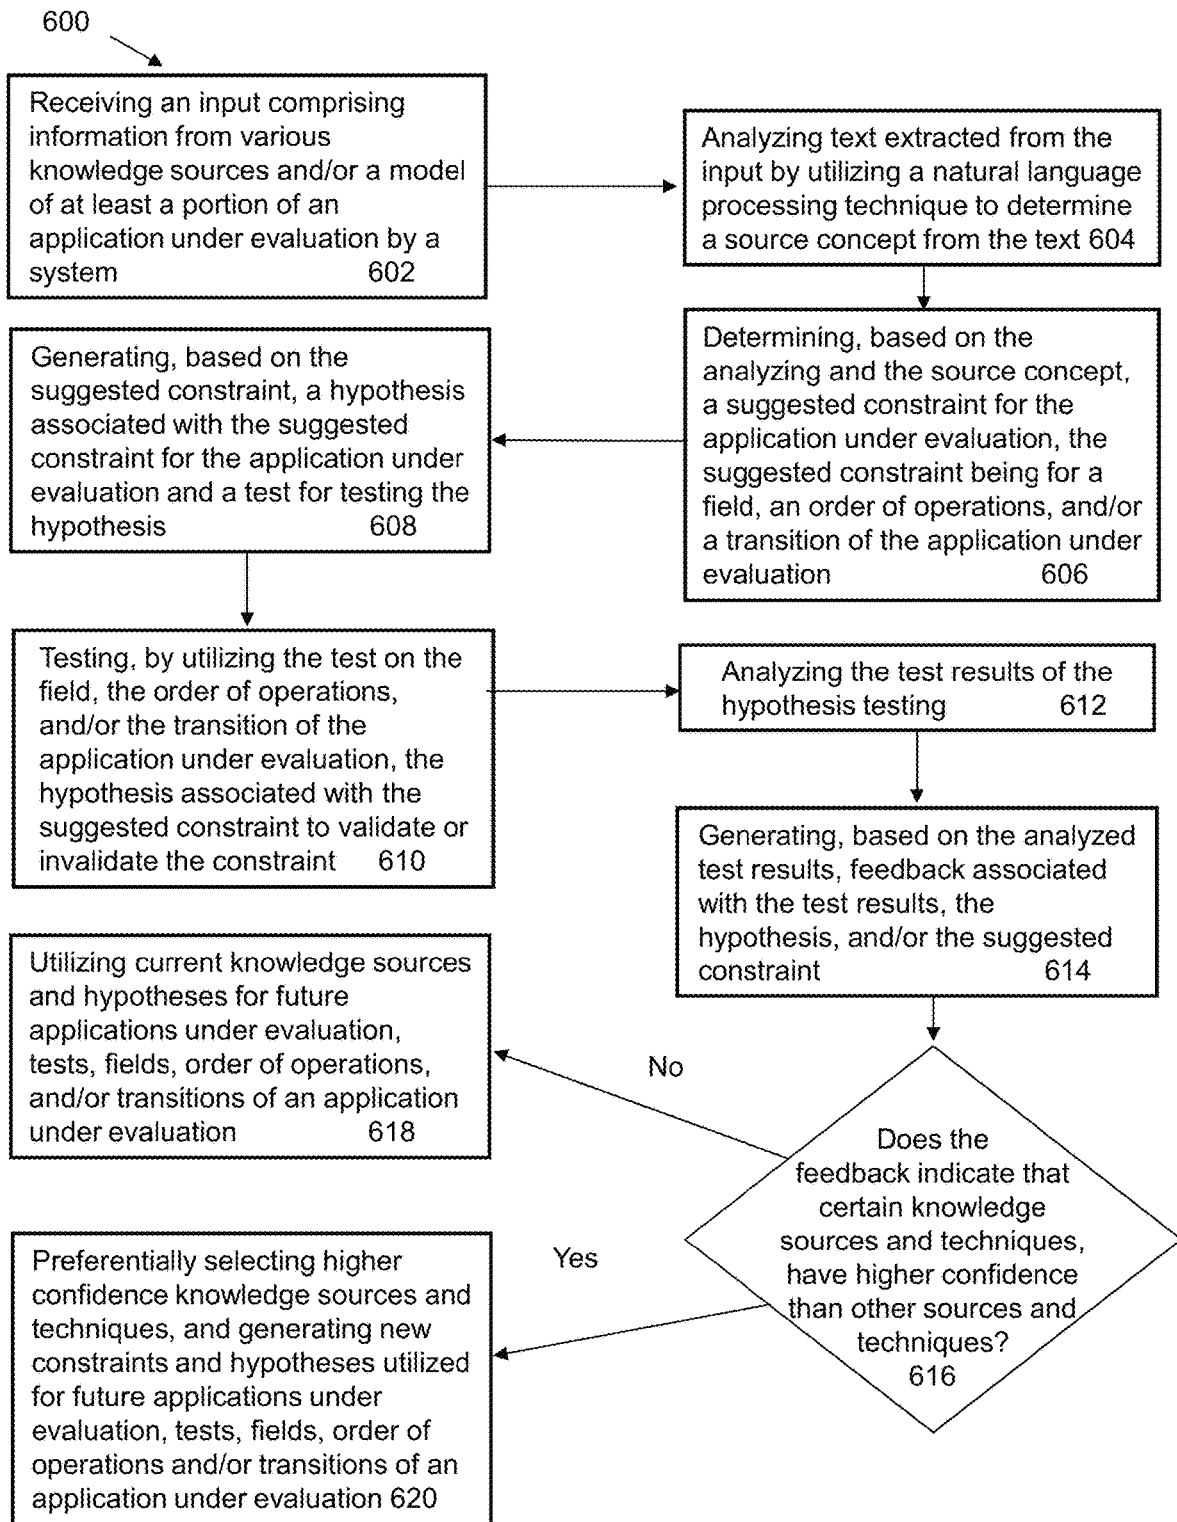 600
Receiving an input comprising
information from various
knowledge sources and/or a model
of at least a portion of an
application under evaluation by a
system 602
Analyzing text extracted from the
input by utilizing a natural language
processing technique to determine
a source concept from the text 604
Determining, based on the
analyzing and the source concept,
a suggested constraint for the
application under evaluation, the
suggested constraint being for a
field, an order of operations, and/or
a transition of the application under
evaluation 606
Generating, based on the
suggested constraint, a hypothesis
associated with the suggested
constraint for the application under
evaluation and a test for testing the
hypothesis 608
Testing, by utilizing the test on the
field, the order of operations,
and/or the transition of the
application under evaluation, the
hypothesis associated with the
suggested constraint to validate or
invalidate the constraint 610
Analyzing the test results of the
hypothesis testing 612
Generating, based on the analyzed
test results, feedback associated
with the test results, the
hypothesis, and/or the suggested
constraint 614
Does the
feedback indicate that
certain knowledge
sources and techniques,
have higher confidence
than other sources and
techniques?
616
No
Utilizing current knowledge sources
and hypotheses for future
applications under evaluation,
tests, fields, order of operations,
and/or transitions of an application
under evaluation 618
Yes
Preferentially selecting higher
confidence knowledge sources and
techniques, and generating new
constraints and hypotheses utilized
for future applications under
evaluation, tests, fields, order of
operations and/or transitions of an
application under evaluation 620